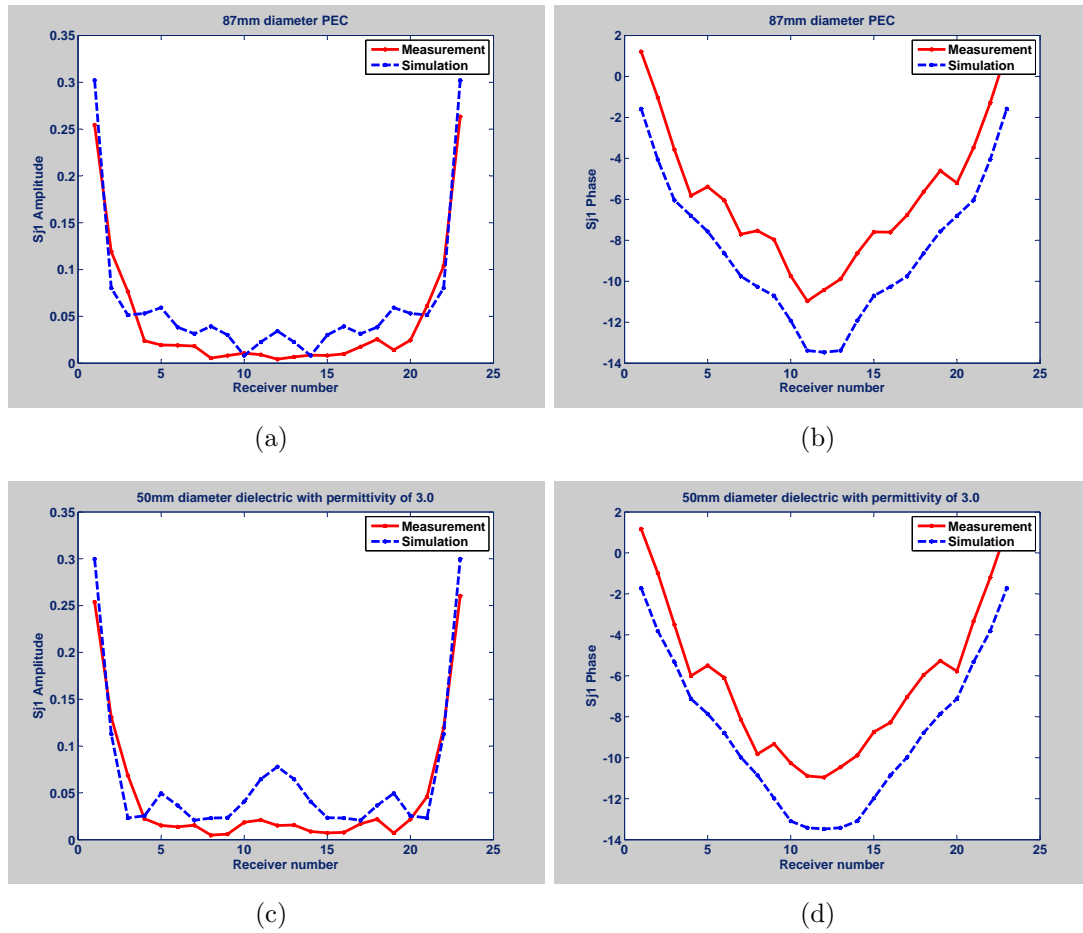 87mm diameter PEC
Measurement
Simulation
0.35
0.3
0.25
0.2
0.15
0.1
0.05
0
Sj1 Amplitude
0 5 10 15 20 25
Receiver number
(a)
87mm diameter PEC
Measurement
Simulation
2
0
-2
-4
-6
-8
-10
-12
-14
Sj1 Phase
0 5 10 15 20 25
Receiver number
(b)
50mm diameter dielectric with permittivity of 3.0
Measurement
Simulation
0.35
0.3
0.25
0.2
0.15
0.1
0.05
0
Sj1 Amplitude
0 5 10 15 20 25
Receiver number
(c)
50mm diameter dielectric with permittivity of 3.0
Measurement
Simulation
2
0
-2
-4
-6
-8
-10
-12
-14
Sj1 Phase
0 5 10 15 20 25
Receiver number
(d)